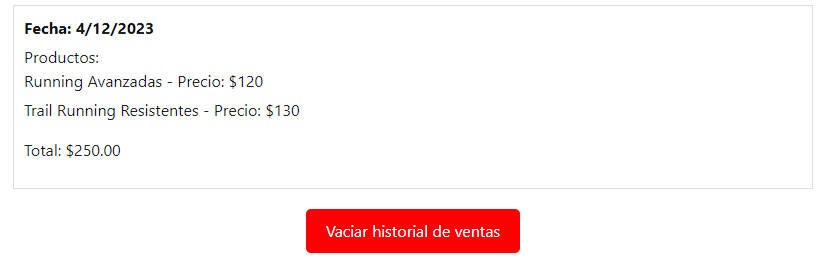 Fecha: 4/12/2023
Productos:
Running Avanzadas - Precio: $120
Trail Running Resistentes - Precio: $130
Total: $250.00
Vaciar historial de ventas